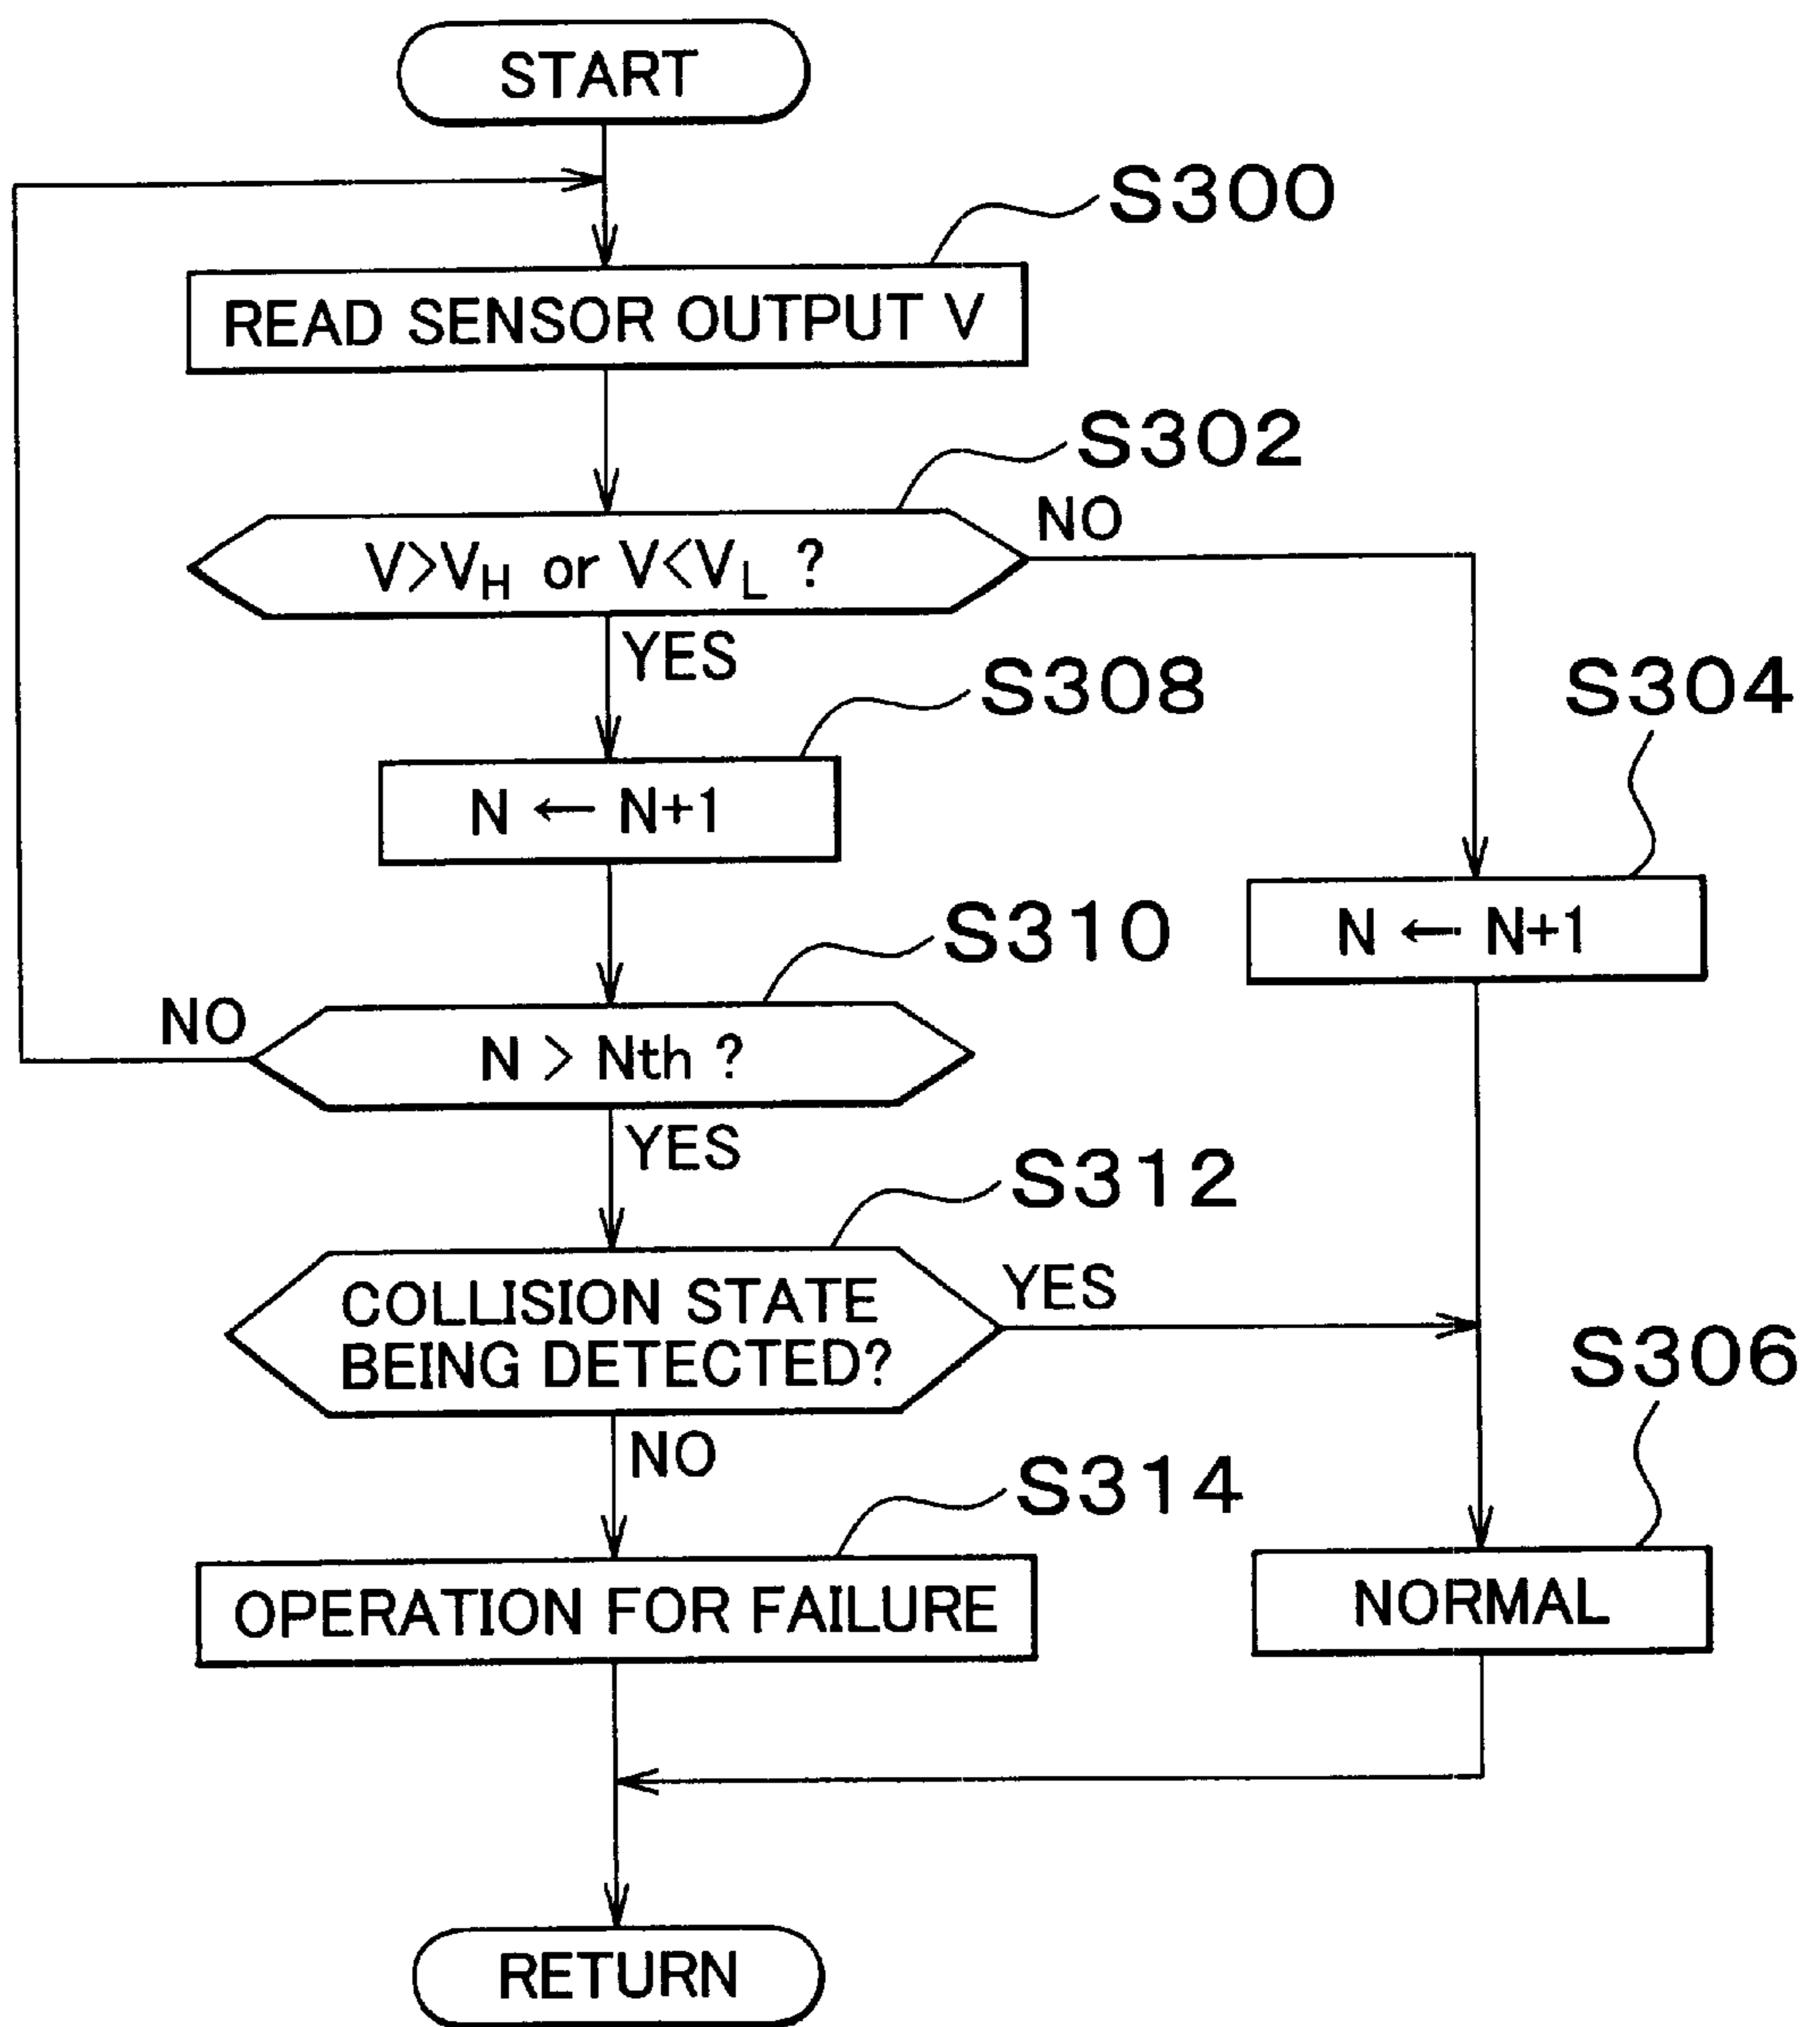 START
S300
READ SENSOR OUTPUT V
S302
V>VH or V<VL ?
NO
YES
S308
S304
N ← N+1
N ← N+1
S310
NO
N > Nth ?
YES
S312
COLLISION STATE
BEING DETECTED?
YES
S306
NO
S314
OPERATION FOR FAILURE
NORMAL
RETURN